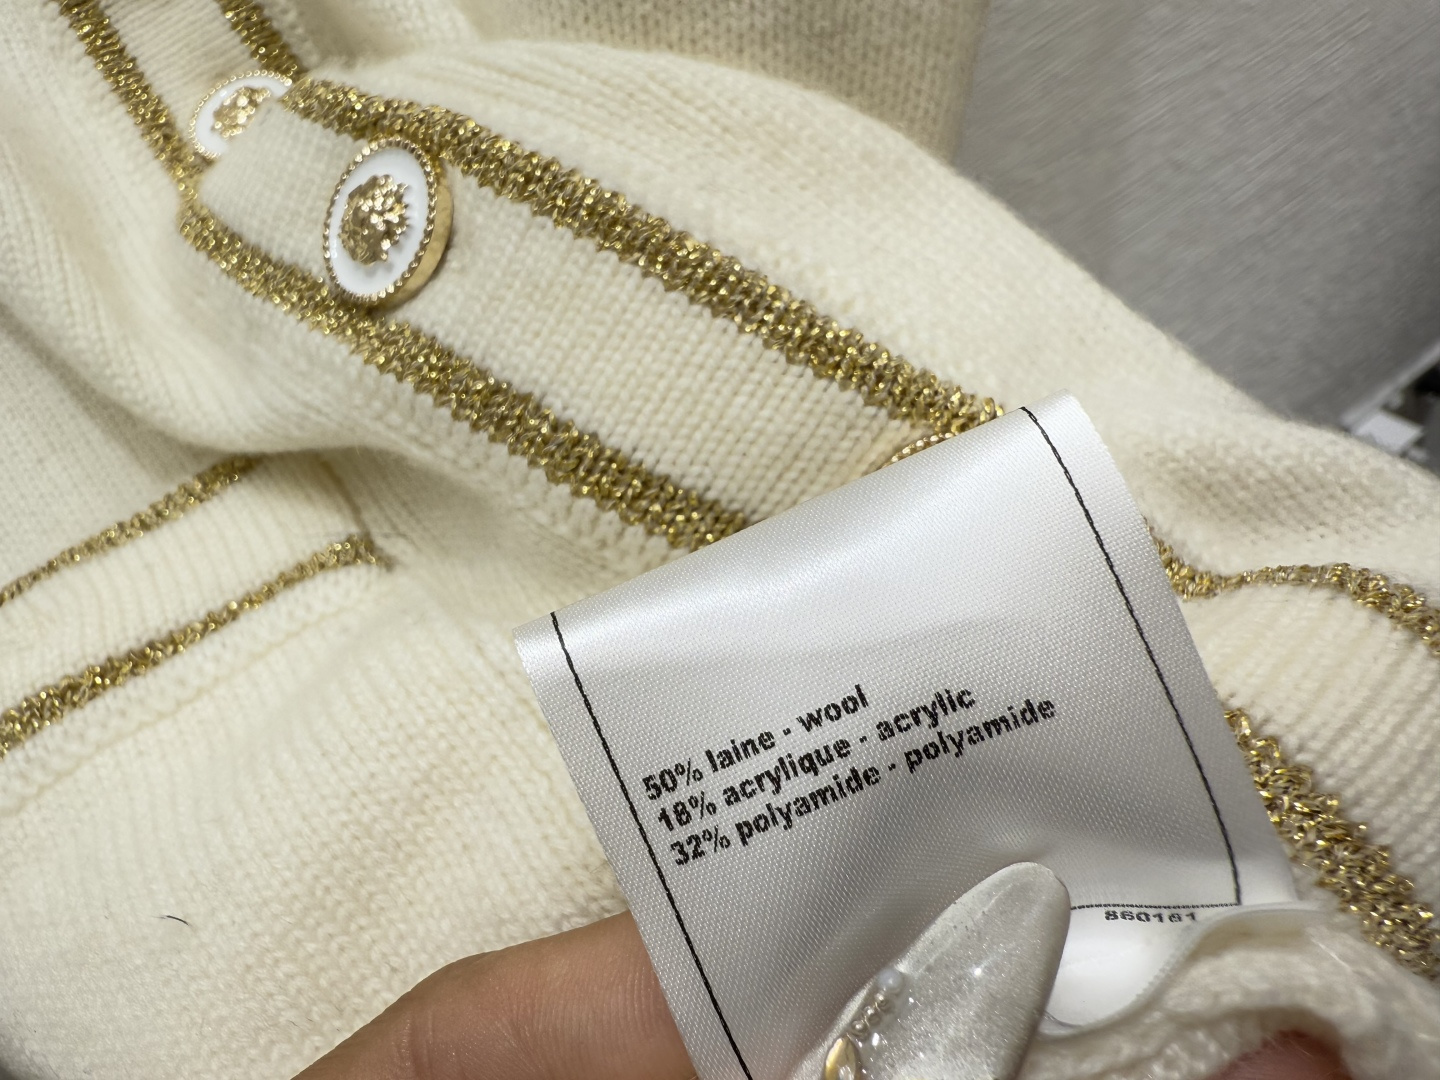 50% laine - wool
18% acrylique - acrylic
32% polyamide - polyamide
860161